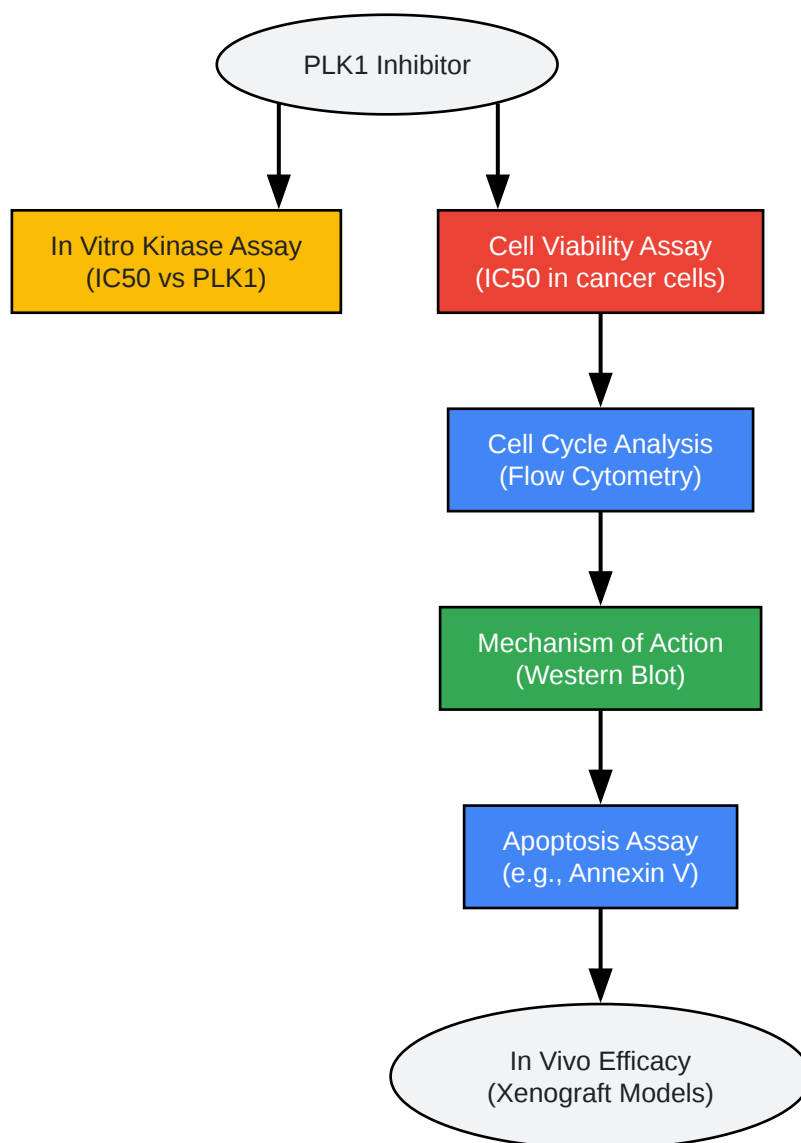 PLK1 Inhibitor
In Vitro Kinase Assay
(IC50 vs PLK1)
Cell Viability Assay
(IC50 in cancer cells)
Cell Cycle Analysis
(Flow Cytometry)
Mechanism of Action
(Western Blot)
Apoptosis Assay
(e.g., Annexin V)
In Vivo Efficacy
(Xenograft Models)